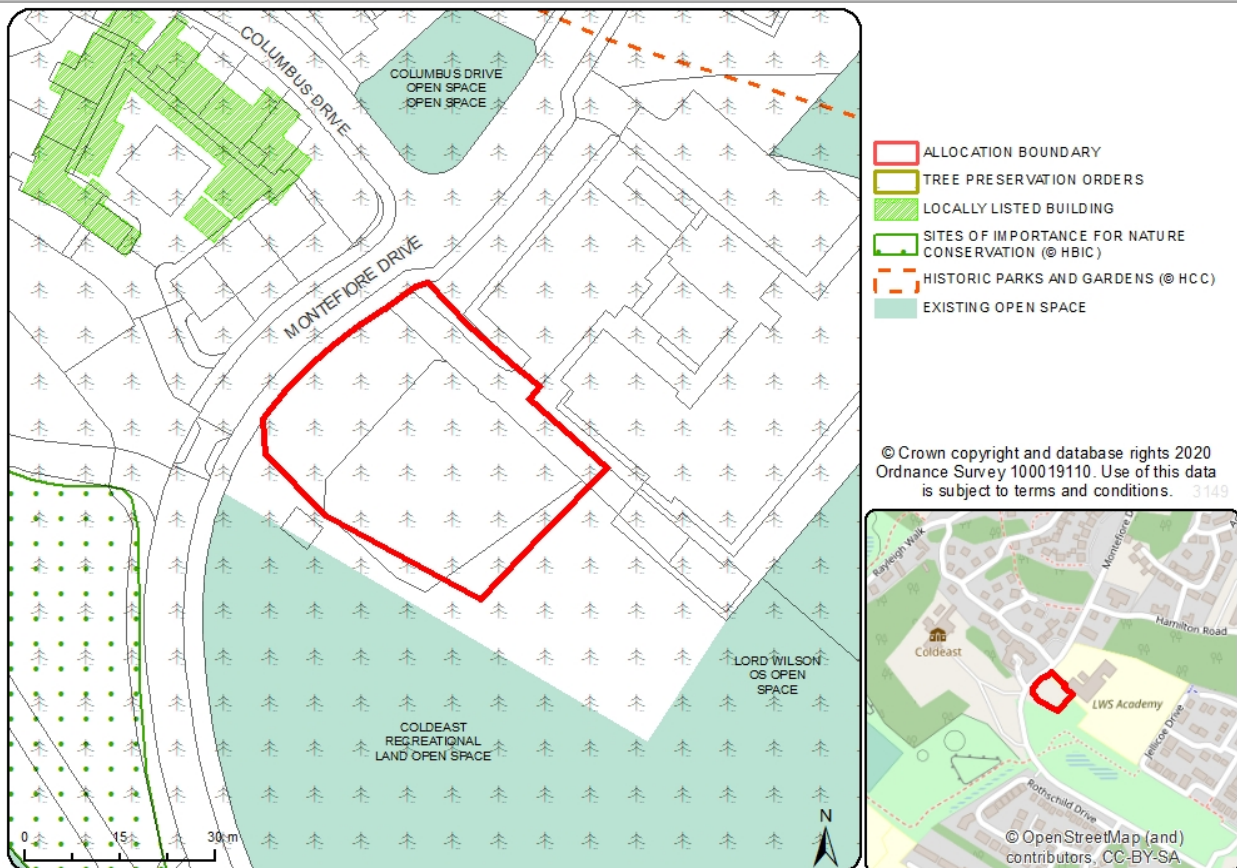 COLUMBUS DRIVE
COLUMBUS DRIVE
OPEN SPACE
OPEN SPACE
MONTEFIORE DRIVE
LORD WILSON
OS OPEN
SPACE
COLDEAST
RECREATIONAL
LAND OPEN SPACE
0 15 30 m
N
ALLOCATION BOUNDARY
TREE PRESERVATION ORDERS
LOCALLY LISTED BUILDING
SITES OF IMPORTANCE FOR NATURE
CONSERVATION (© HBIC)
HISTORIC PARKS AND GARDENS (© HCC)
EXISTING OPEN SPACE
© Crown copyright and database rights 2020
Ordnance Survey 100019110. Use of this data
is subject to terms and conditions. 3149
Rayleigh Walk
Montefiore D
Hamilton Road
Coldeast
LWS Academy
Jellicoe Drive
Rothschild Drive
© OpenStreetMap (and)
contributors, CC-BY-SA